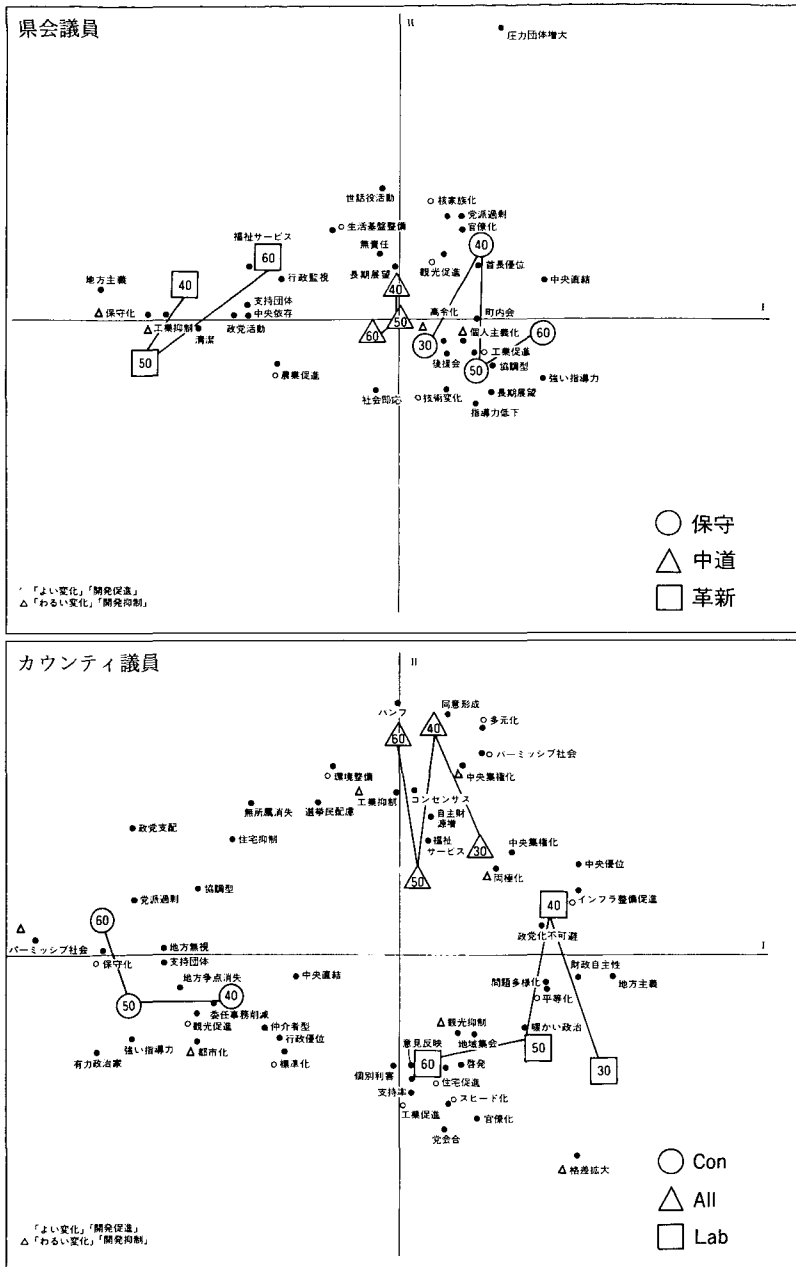 県会議員
II
圧力団体増大
世話役活動
○核家族化
党派過剰
○生活基盤整備
官僚化
福祉サービス
無責任
40
60
長期展望
観光促進
首長優位
地方主義
行政監視
中央直結
40
40
支持団体
I
△保守化
中央依存
高令化
町内会
50
△工業抑制
政党活動
個人主義化
60
60
清潔
30
50
後援会
○工業促進
50
協調型
○農業促進
強い指導力
社会即応
○技術変化
長期展望
指導力低下
○ 保守
△ 中道
□ 革新
「よい変化」「開発促進」
△「わるい変化」「開発抑制」
カウンティ議員
II
ハンフ
同意形成
○多元化
60
40
○パーミッシブ社会
○環境整備
中央集権化
△
工業抑制
コンセンサス
無所属消失
選挙民配慮
自主財
源増
政党支配
住宅抑制
福祉
サービス
30
中央集権化
50
△両極化
中央優位
協調型
党派過剰
○インフラ整備促進
40
60
政党化不可避
パーミッシブ社会
地方無視
I
○保守化
支持団体
地方争点消失
中央直結
財政自主性
問題多様化
地方主義
40
○平等化
50
委任事務削減
○観光促進
仲介者型
△観光抑制
暖かい政治
強い指導力
行政優位
意見反映
地域集会
50
有力政治家
△都市化
○標準化
60
啓発
30
個別利害
○住宅促進
支持率
○スピード化
○工業促進
官僚化
党会合
△格差拡大
○ Con
△ All
□ Lab
「よい変化」「開発促進」
△「わるい変化」「開発抑制」